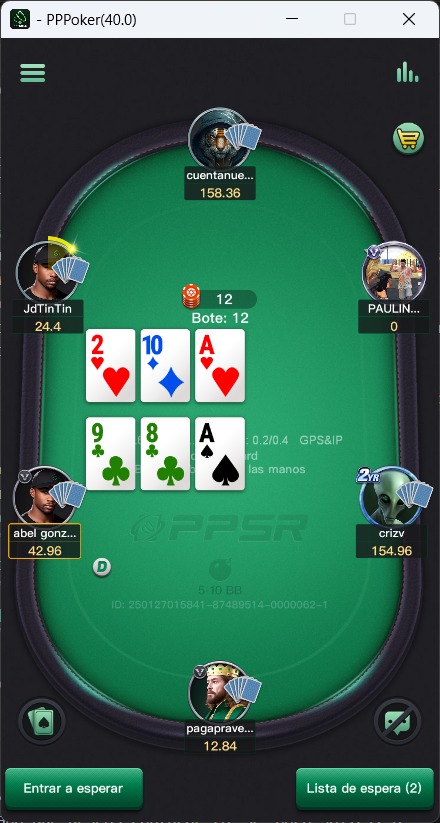 - PPPoker(40.0)
cuentanue...
158.36
JdTinTin
24.4
PAULIN...
0
12
Bote: 12
2
10
A
9
8
A
: 0.2/0.4 GPS&IP
las manos
abel gonz...
42.96
2YR
crizv
154.96
PPSR
D
5-10 BB
ID: 250127015841-87489514-0000062-1
pagaprave...
12.84
Entrar a esperar
Lista de espera (2)